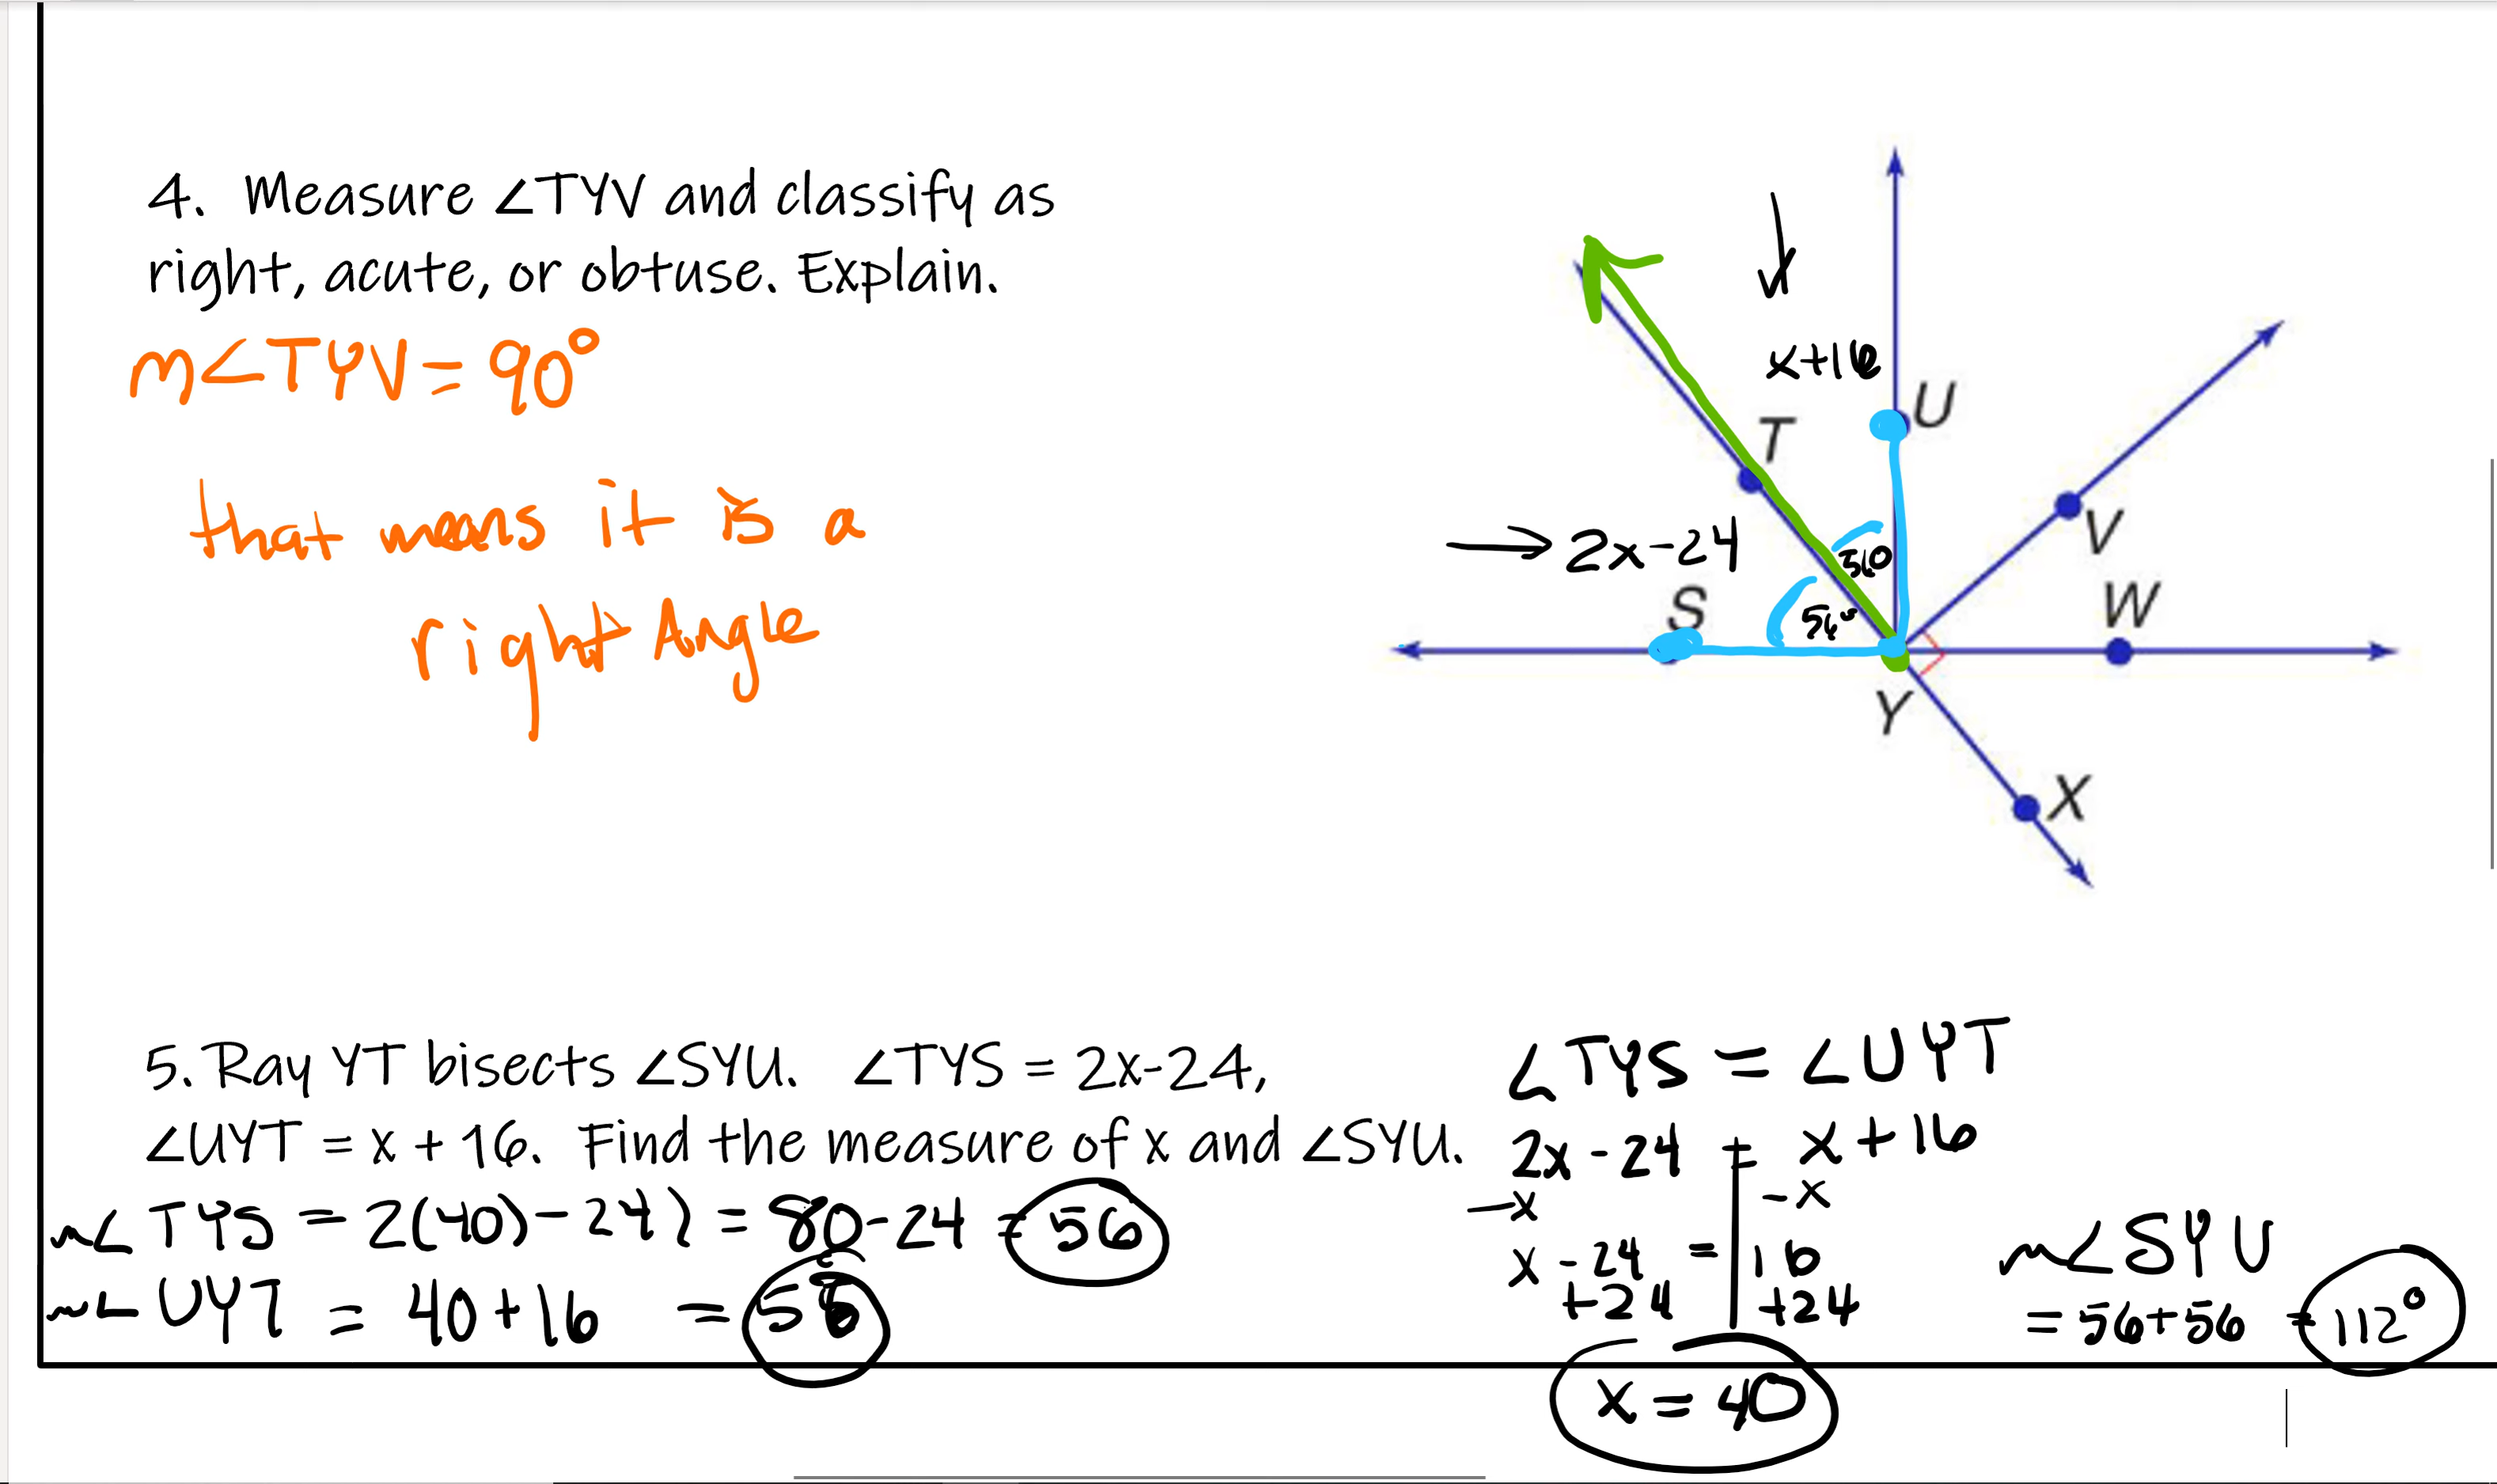 4. Measure ∠TYV and classify as
right, acute, or obtuse. Explain.
m∠TYV = 90°
that means it is a
right Angle
x+16
U
T
V
→ 2x-24
56
S
56°
W
Y
X
5. Ray YT bisects ∠SYU. ∠TYS = 2x-24,
∠UYT = x + 16. Find the measure of x and ∠SYU.
m∠ TYS = 2(40) - 24) = 80 - 24 = 56
m∠ UYT = 40 + 16 = 56
∠TYS = ∠UYT
2x - 24 = x + 16
-x -x
x - 24 = 16
+24 +24
x = 40
m∠SYU
= 56+56 = 112°